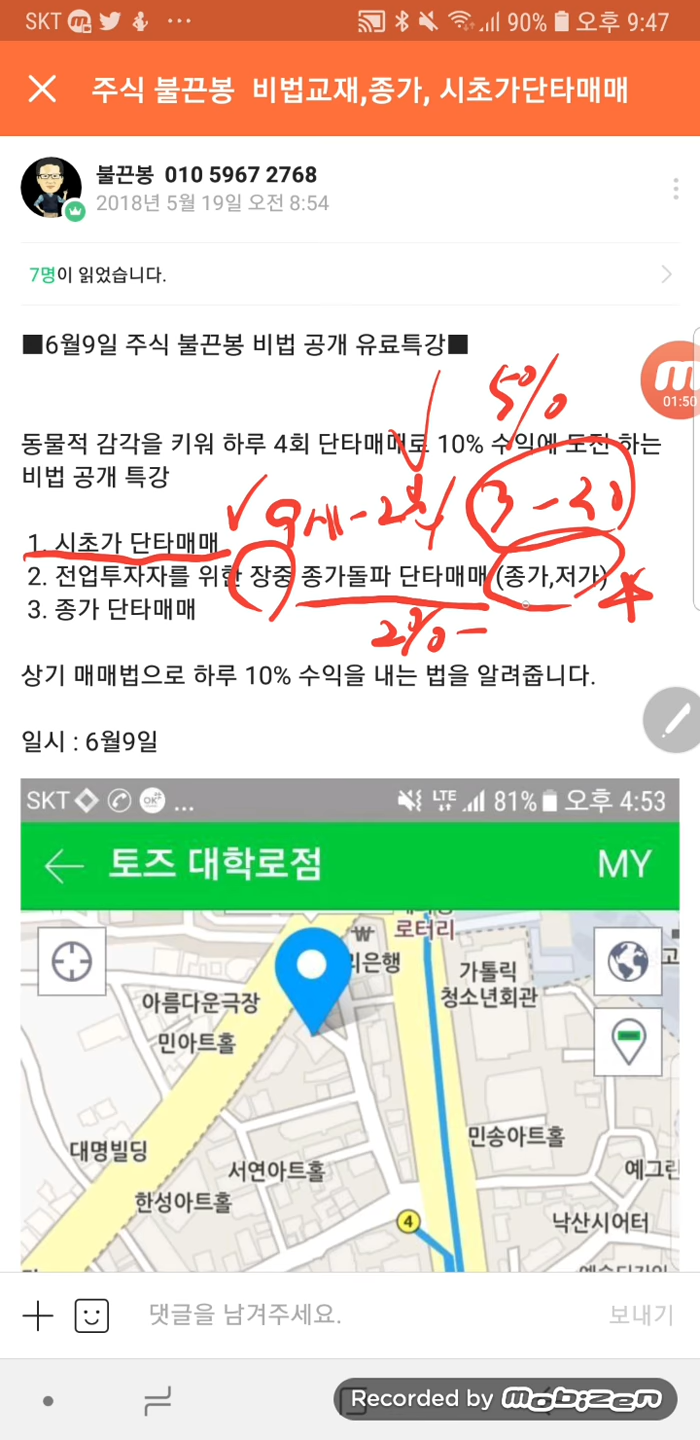 SKT ... 90% 오후 9:47
주식 불끈봉 비법교재,종가, 시초가단타매매
불끈봉 010 5967 2768
2018년 5월 19일 오전 8:54
7명이 읽었습니다.
■6월9일 주식 불끈봉 비법 공개 유료특강■
5%
01:50
동물적 감각을 키워 하루 4회 단타매매로 10% 수익에 도전 하는
비법 공개 특강
3-20
1. 시초가 단타매매
2. 전업투자자를 위한 장중 종가돌파 단타매매 (종가,저가)
3. 종가 단타매매
2%
상기 매매법으로 하루 10% 수익을 내는 법을 알려줍니다.
일시 : 6월9일
SKT ... LTE 81% 오후 4:53
토즈 대학로점 MY
로터리
₩
가톨릭
청소년회관
아름다운극장
민아트홀
대명빌딩
서연아트홀
민송아트홀
예그린
한성아트홀
4
낙산시어터
댓글을 남겨주세요. 보내기
Recorded by mobizen